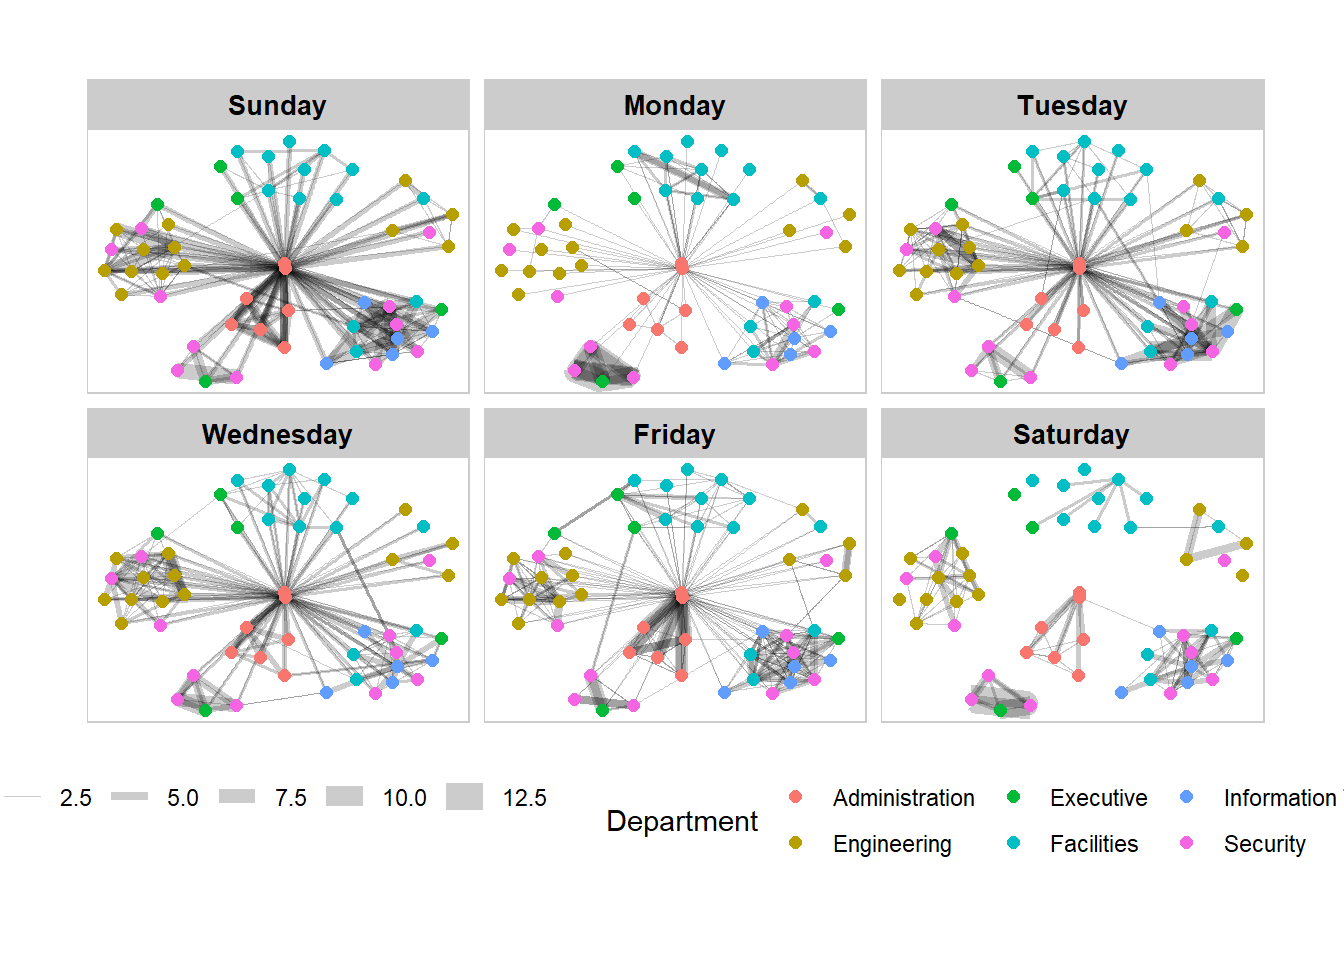 Sunday
Monday
Tuesday
Wednesday
Friday
Saturday
2.5
5.0
7.5
10.0
12.5
Department
Administration
Executive
Information
Engineering
Facilities
Security